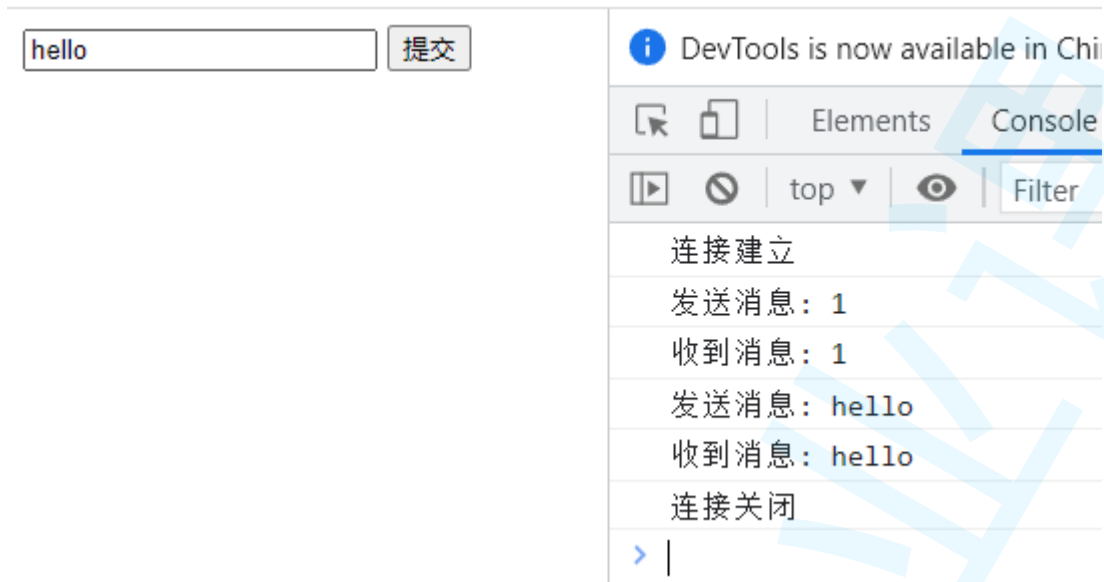 hello 提交
DevTools is now available in Chi
Elements Console
top Filter
连接建立
发送消息: 1
收到消息: 1
发送消息: hello
收到消息: hello
连接关闭